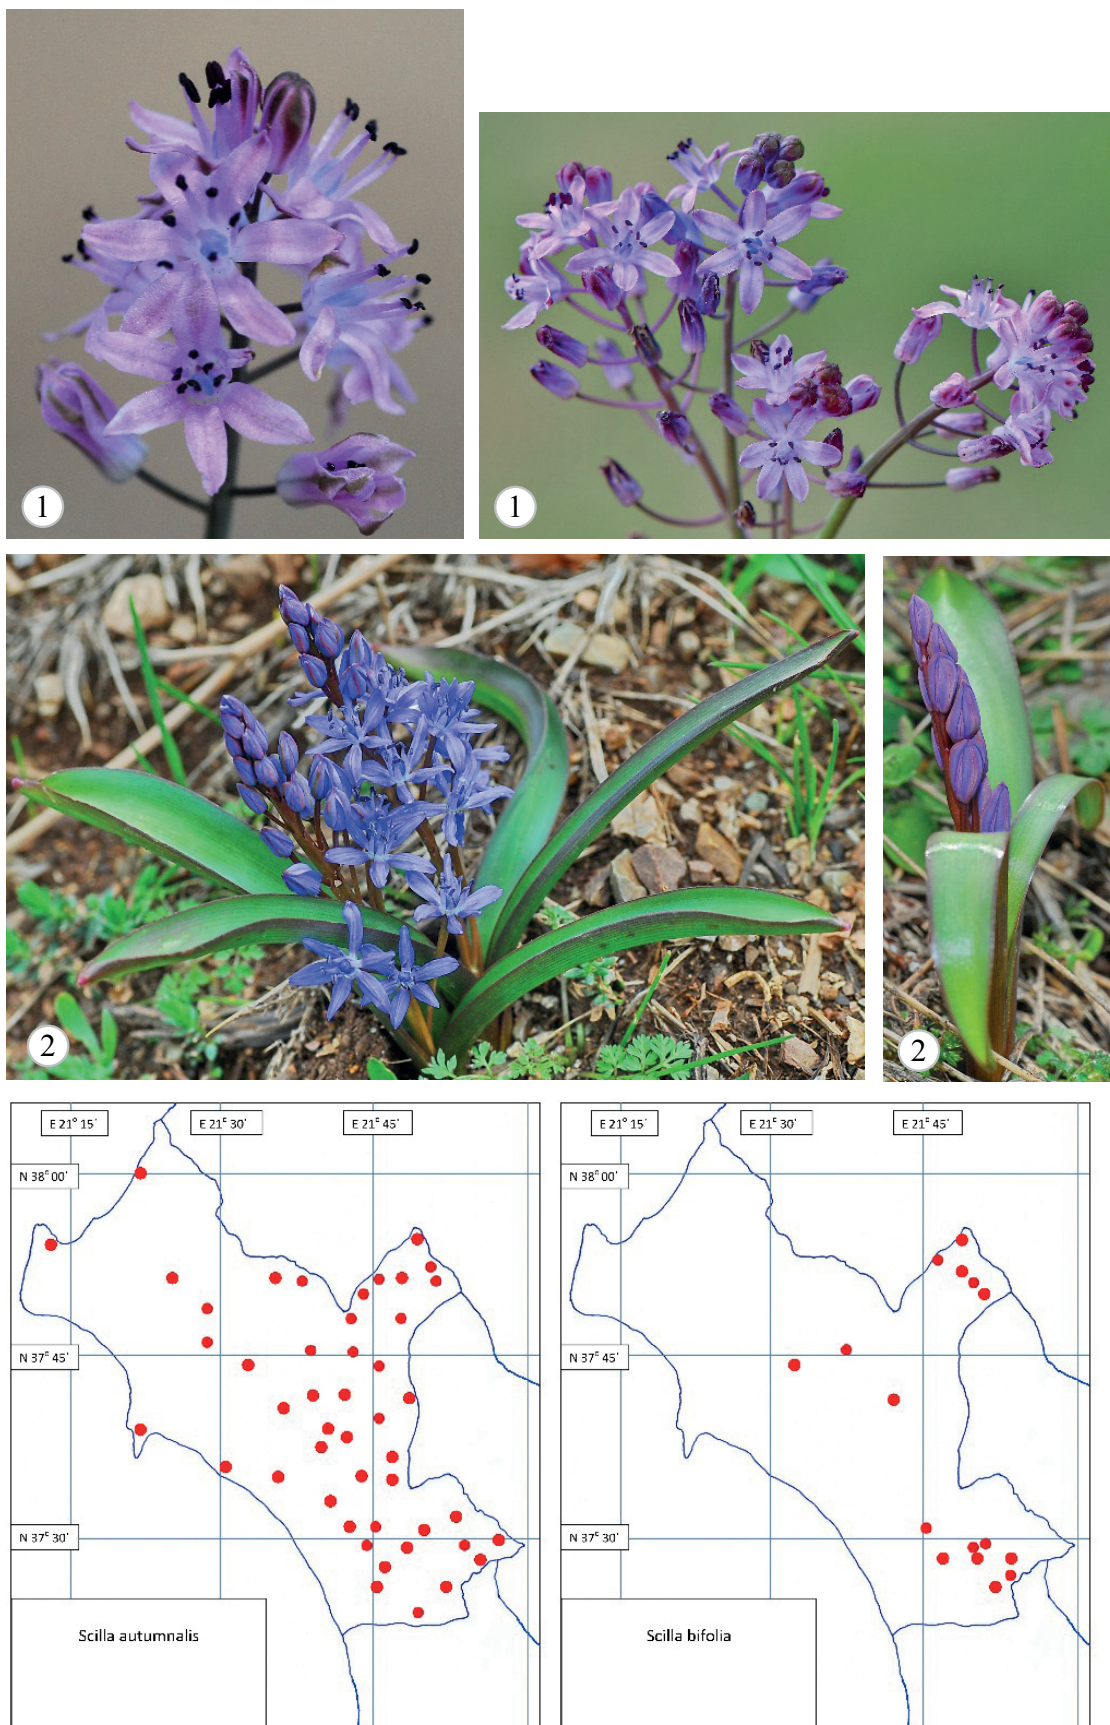 1
1
2
2
E 21° 15′
E 21° 30′
E 21° 45′
N 38° 00′
N 37° 45′
N 37° 30′
Scilla autumnalis
E 21° 15′
E 21° 30′
E 21° 45′
N 38° 00′
N 37° 45′
N 37° 30′
Scilla bifolia